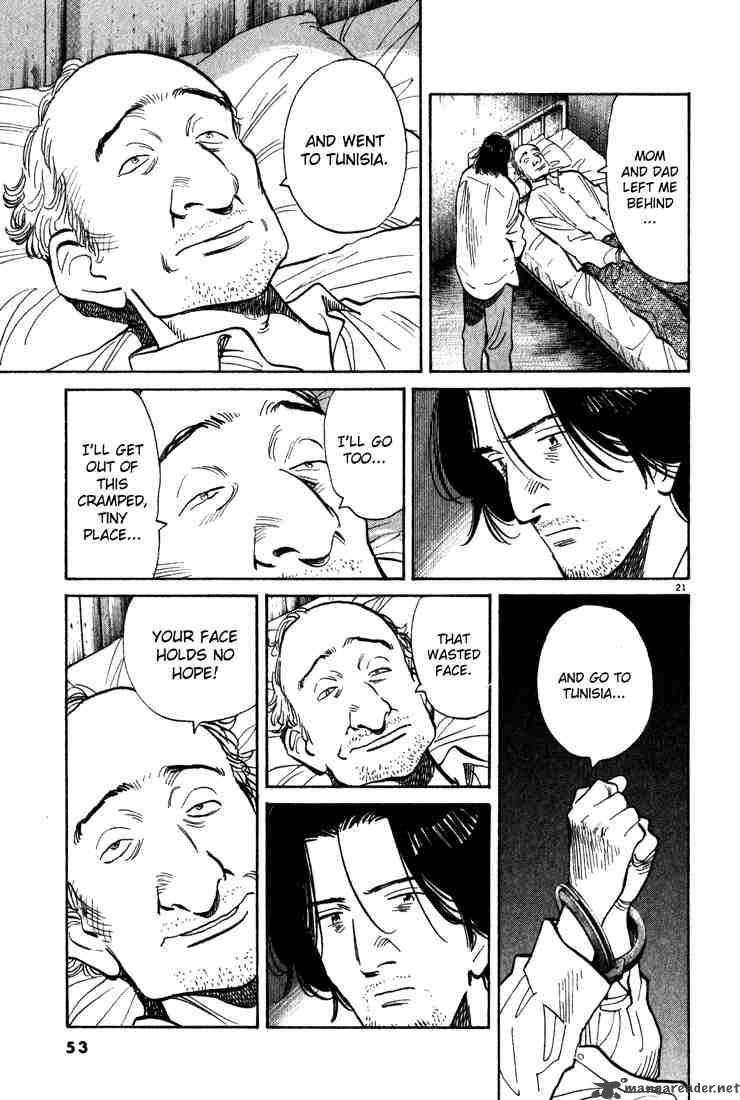 MOM
AND DAD
LEFT ME
BEHIND
...
AND WENT
TO TUNISIA.
I'LL GO
TOO...
I'LL GET
OUT OF
THIS
CRAMPED,
TINY
PLACE...
21
AND GO TO
TUNISIA...
THAT
WASTED
FACE.
YOUR FACE
HOLDS NO
HOPE!
53
mangareader.net